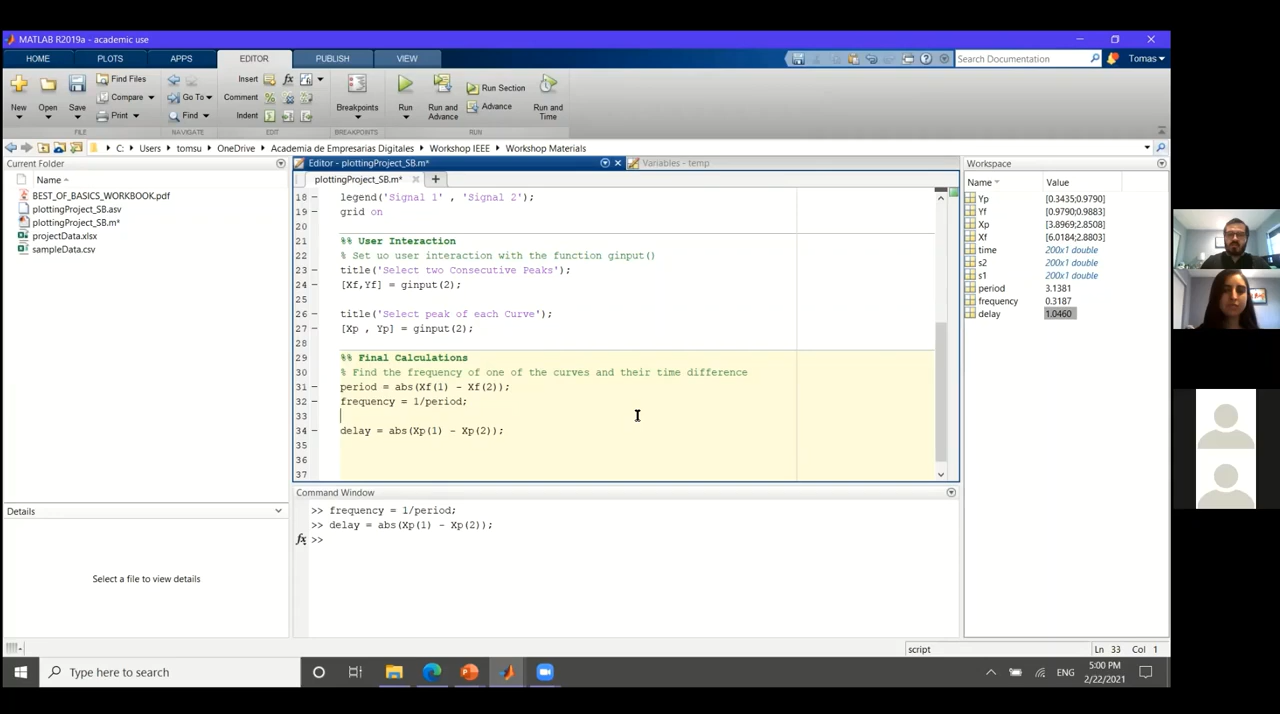 MATLAB R2019a - academic use
HOME PLOTS APPS EDITOR PUBLISH VIEW
Search Documentation
Tomas
New Open Save
Find Files
Compare
Print
Go To
Find
Insert
Comment
Indent
fx
Breakpoints
Run
Run and Advance
Run Section
Advance
Run and Time
FILE NAVIGATE EDIT BREAKPOINTS RUN
C: Users tomsu OneDrive Academia de Empresarias Digitales Workshop IEEE Workshop Materials
Current Folder
Name
BEST_OF_BASICS_WORKBOOK.pdf
plottingProject_SB.asv
plottingProject_SB.m*
projectData.xlsx
sampleData.csv
Details
Select a file to view details
Editor - plottingProject_SB.m*
Variables - temp
plottingProject_SB.m*
18 legend('Signal 1' , 'Signal 2');
19 grid on
20
21 %% User Interaction
22 % Set uo user interaction with the function ginput()
23 title('Select two Consecutive Peaks');
24 [Xf,Yf] = ginput(2);
25
26 title('Select peak of each Curve');
27 [Xp , Yp] = ginput(2);
28
29 %% Final Calculations
30 % Find the frequency of one of the curves and their time difference
31 period = abs(Xf(1) - Xf(2));
32 frequency = 1/period;
33
34 delay = abs(Xp(1) - Xp(2));
35
36
37
Command Window
>> frequency = 1/period;
>> delay = abs(Xp(1) - Xp(2));
fx >>
Workspace
Name Value
Yp [0.3435;0.9790]
Yf [0.9790;0.9883]
Xp [3.8969;2.8508]
Xf [6.0184;2.8803]
time 200x1 double
s2 200x1 double
s1 200x1 double
period 3.1381
frequency 0.3187
delay 1.0460
script Ln 33 Col 1
Type here to search
ENG
5:00 PM
2/22/2021